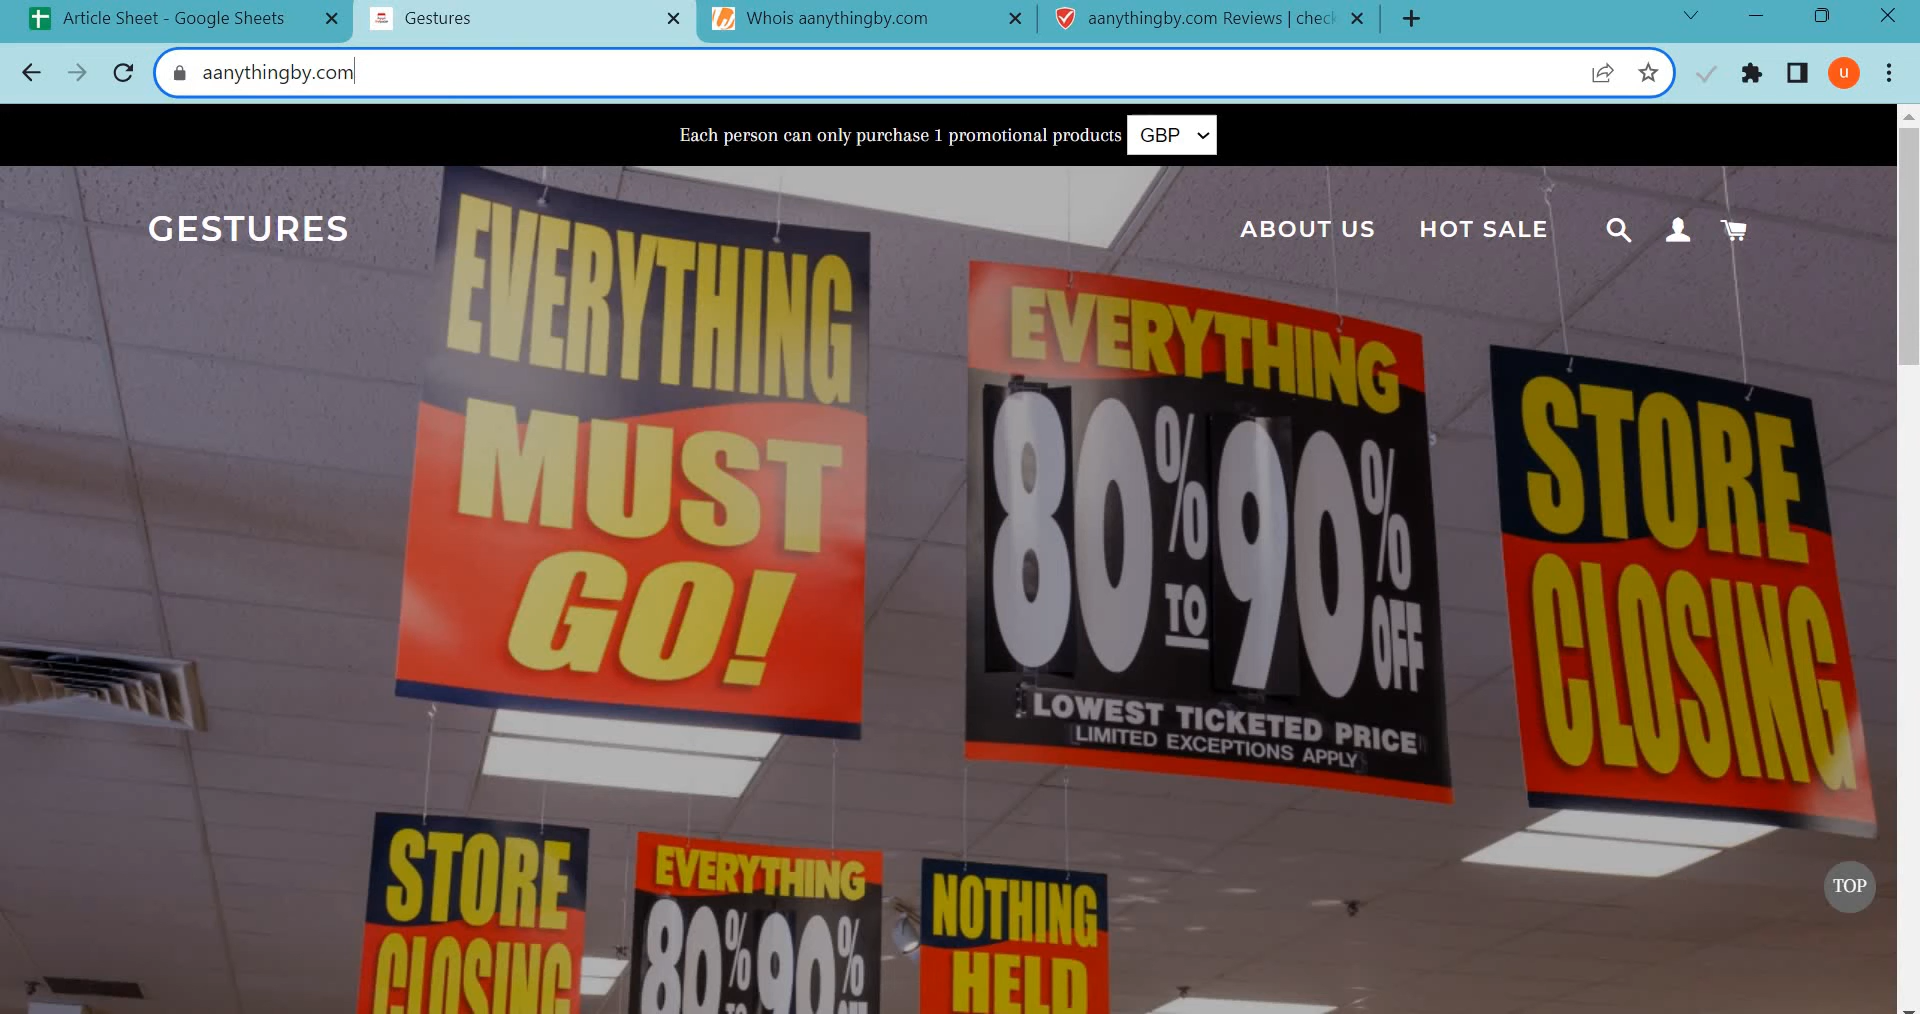 Article Sheet - Google Sheets
Gestures
Whois aanythingby.com
aanythingby.com Reviews | chec
aanythingby.com
u
Each person can only purchase 1 promotional products GBP
GESTURES
ABOUT US HOT SALE
EVERYTHING
MUST
GO!
EVERYTHING
80% TO 90% OFF
LOWEST TICKETED PRICE
LIMITED EXCEPTIONS APPLY
STORE
CLOSING
STORE
CLOSING
EVERYTHING
80% TO 90%
NOTHING
HELD
TOP